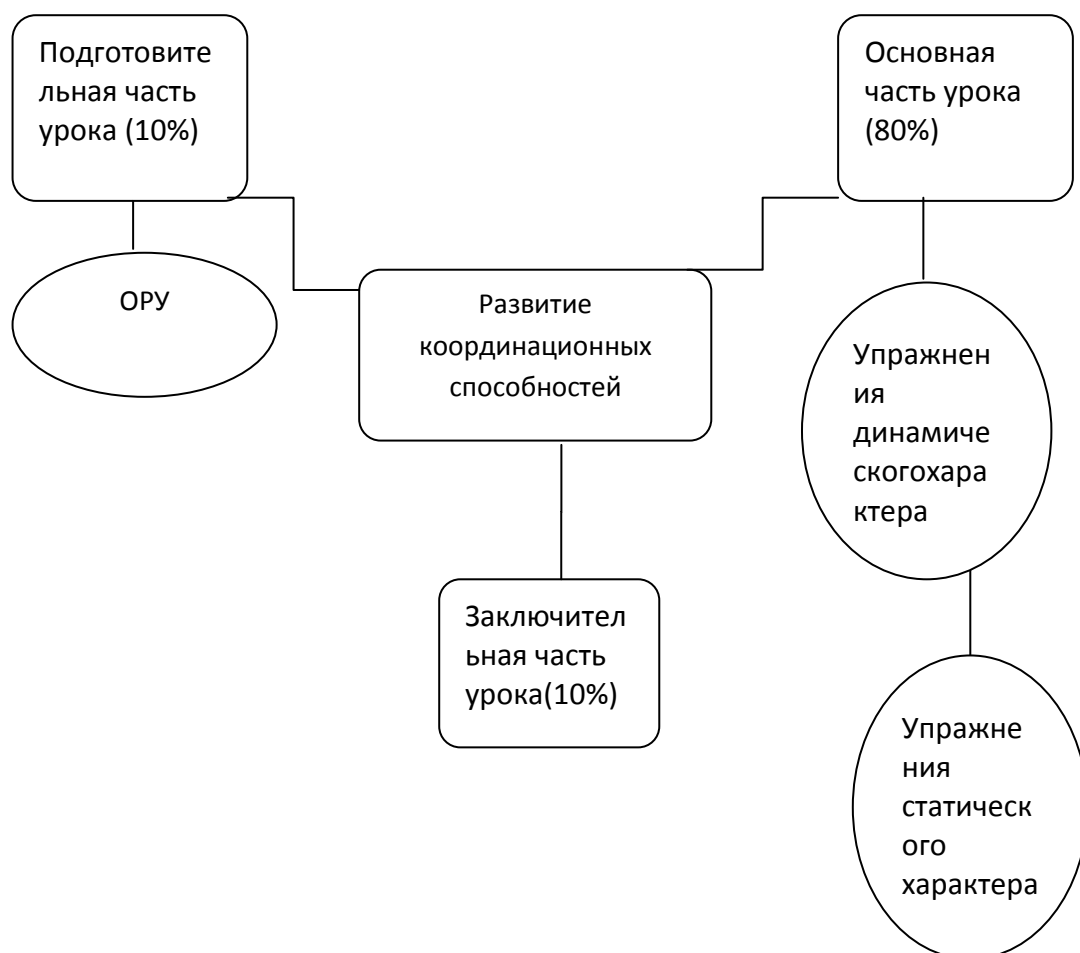 Подготовите
льная часть
урока (10%)
Основная
часть урока
(80%)
ОРУ
Развитие
координационных
способностей
Упражнен
ия
динамиче
скогохара
ктера
Заключител
ьная часть
урока(10%)
Упражне
ния
статическ
ого
характера